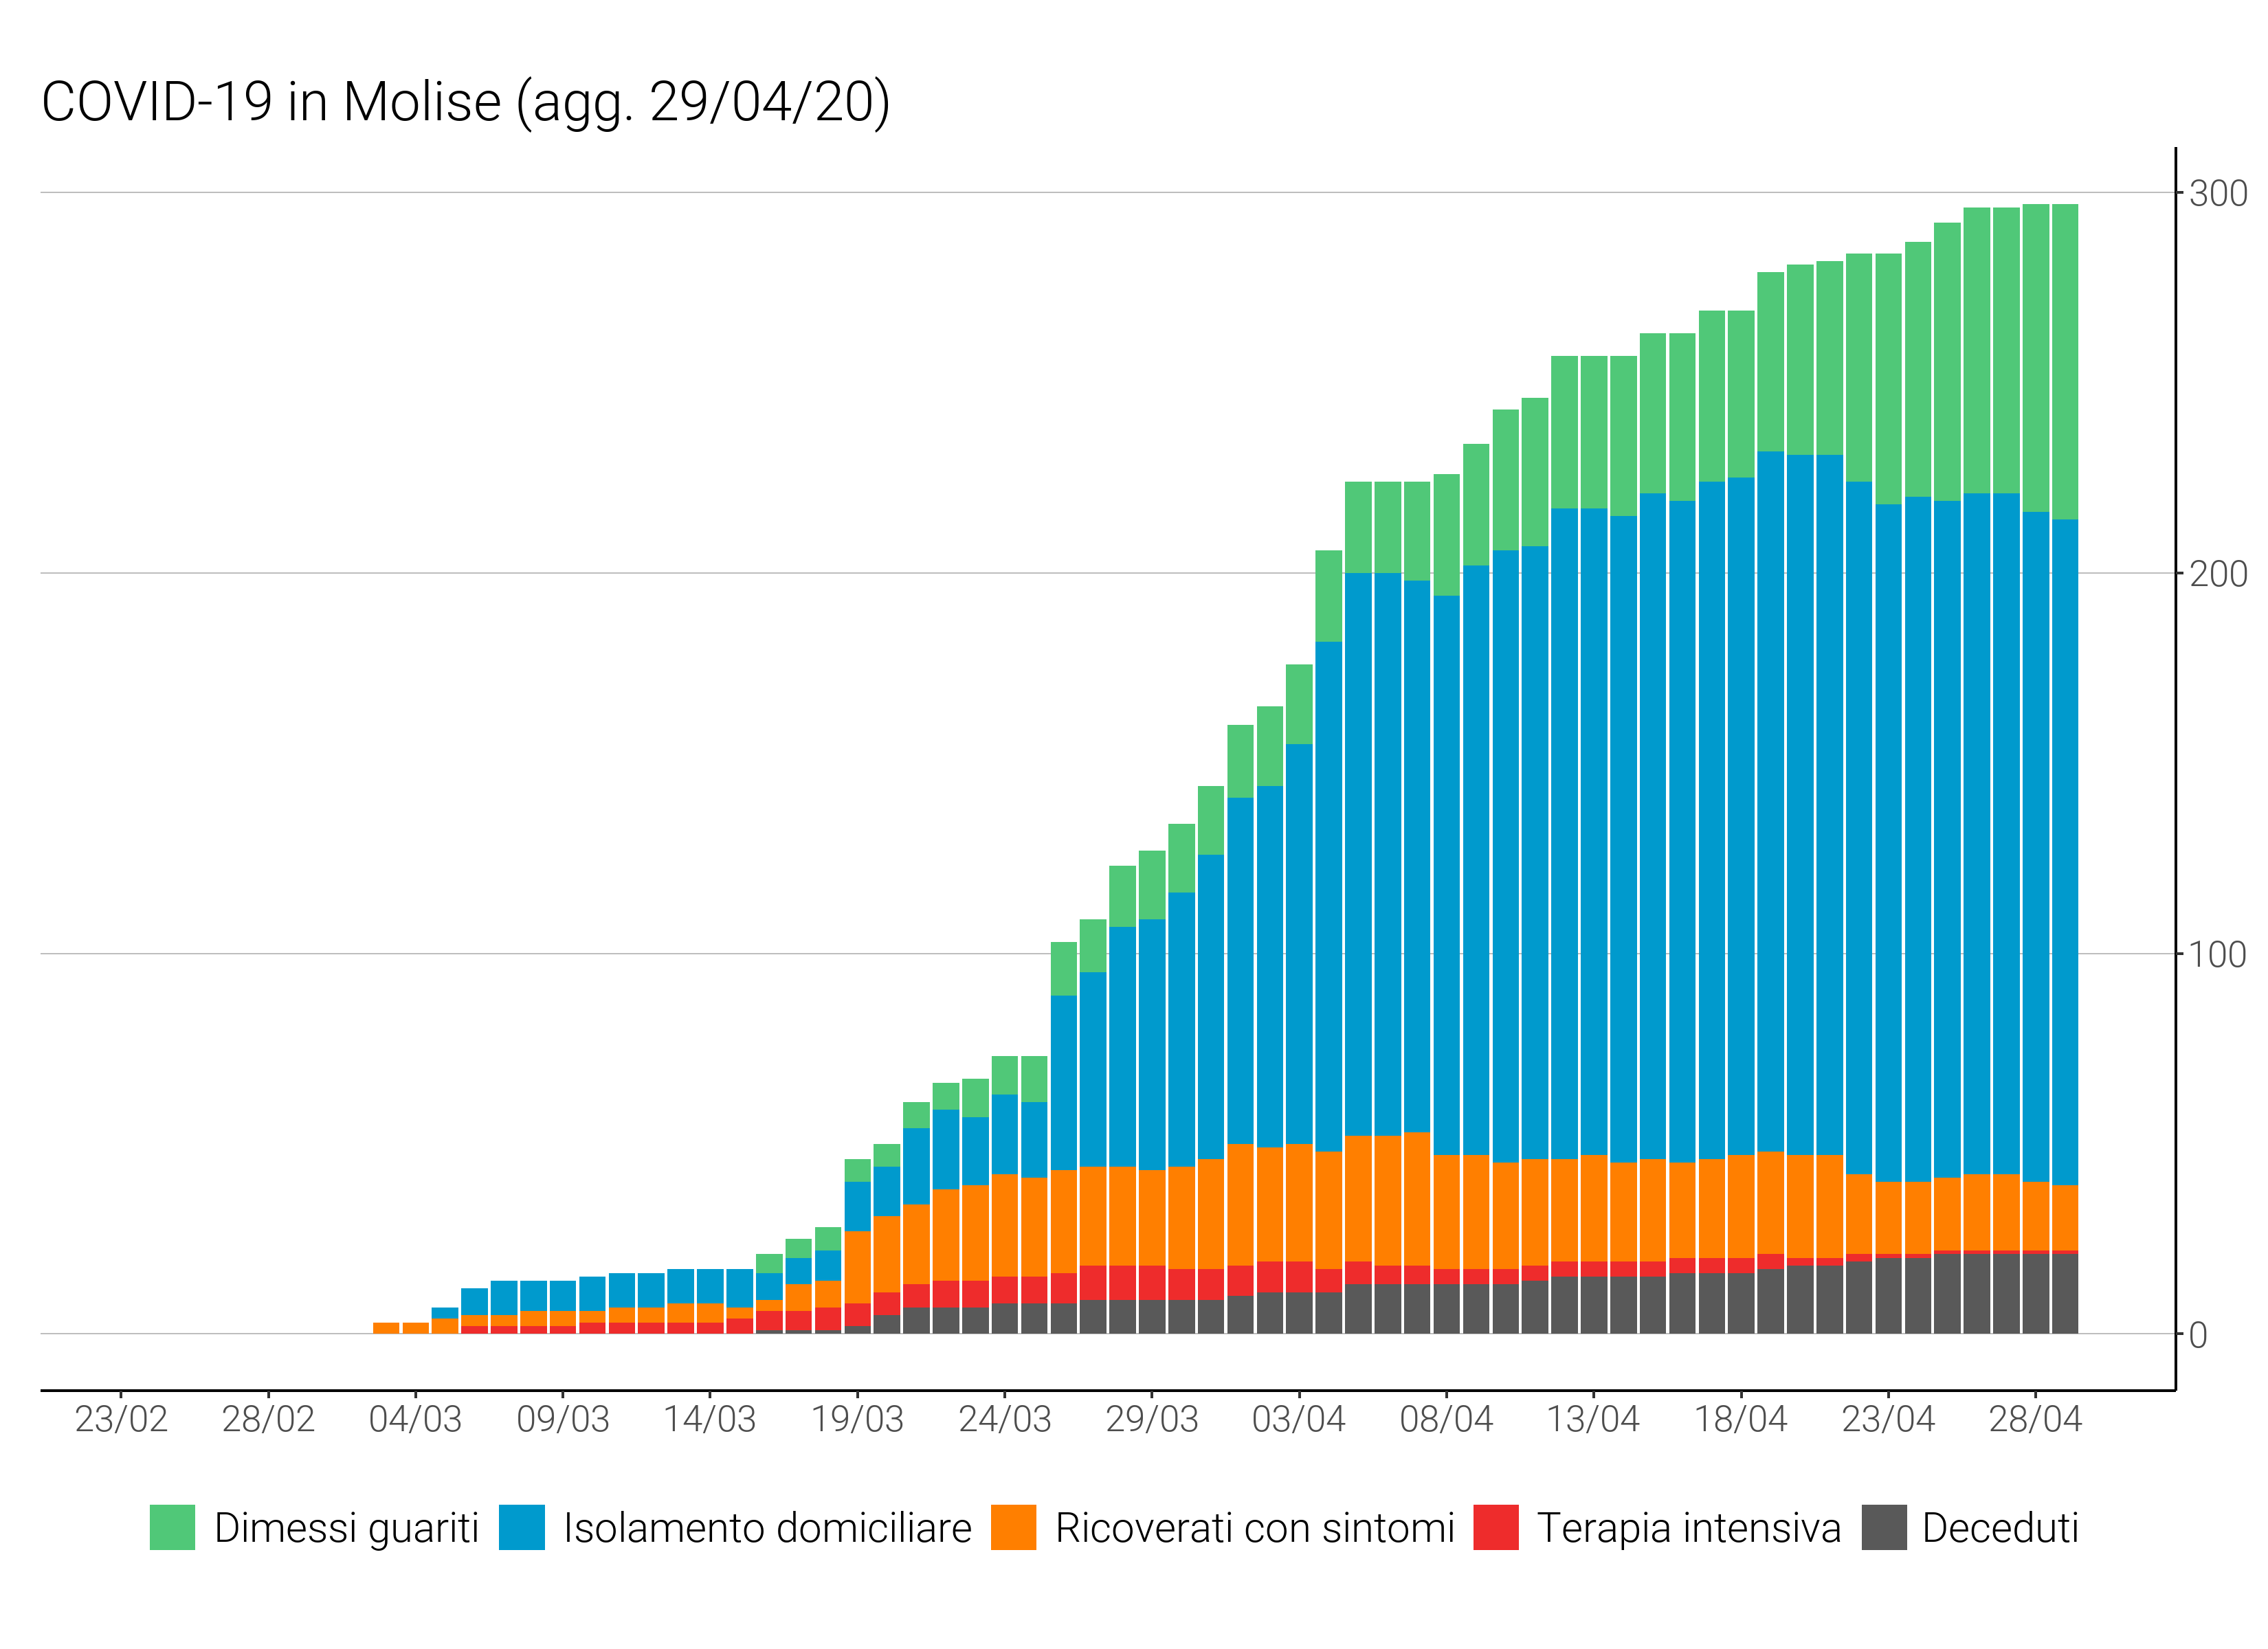 COVID-19 in Molise (agg. 29/04/20)
300
200
100
0
23/02 28/02 04/03 09/03 14/03 19/03 24/03 29/03 03/04 08/04 13/04 18/04 23/04 28/04
Dimessi guariti Isolamento domiciliare Ricoverati con sintomi Terapia intensiva Deceduti